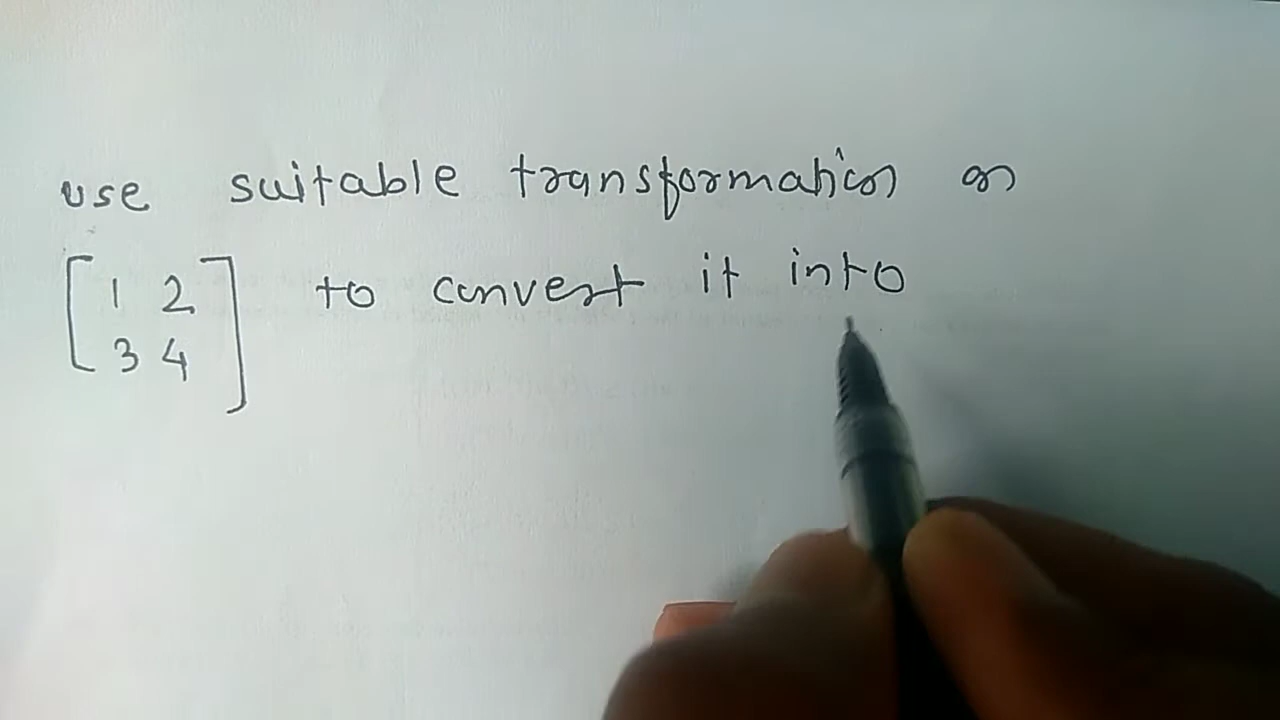 use suitable transformation on
[1 2
3 4] to convert it into